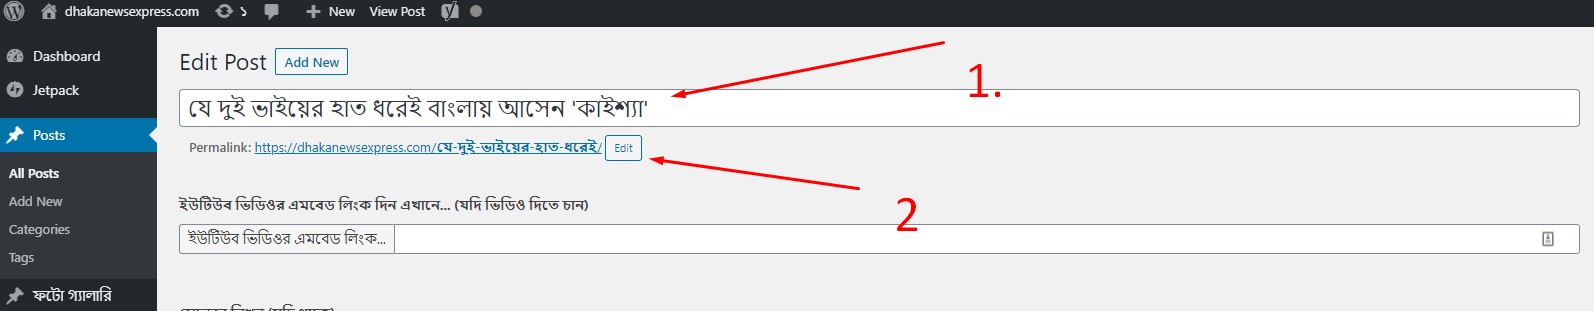 dhakanewsexpress.com ১ New View Post
Dashboard
Edit Post Add New
1.
Jetpack
যে দুই ভাইয়ের হাত ধরেই বাংলায় আসেন 'কাইশ্যা'
Posts
Permalink: https://dhakanewsexpress.com/যে-দুই-ভাইয়ের-হাত-ধরেই/ Edit
All Posts
Add New
ইউটিউব ভিডিওর এমবেড লিংক দিন এখানে... (যদি ভিডিও দিতে চান)
2
Categories
ইউটিউব ভিডিওর এমবেড লিংক...
Tags
ফটো গ্যালারি